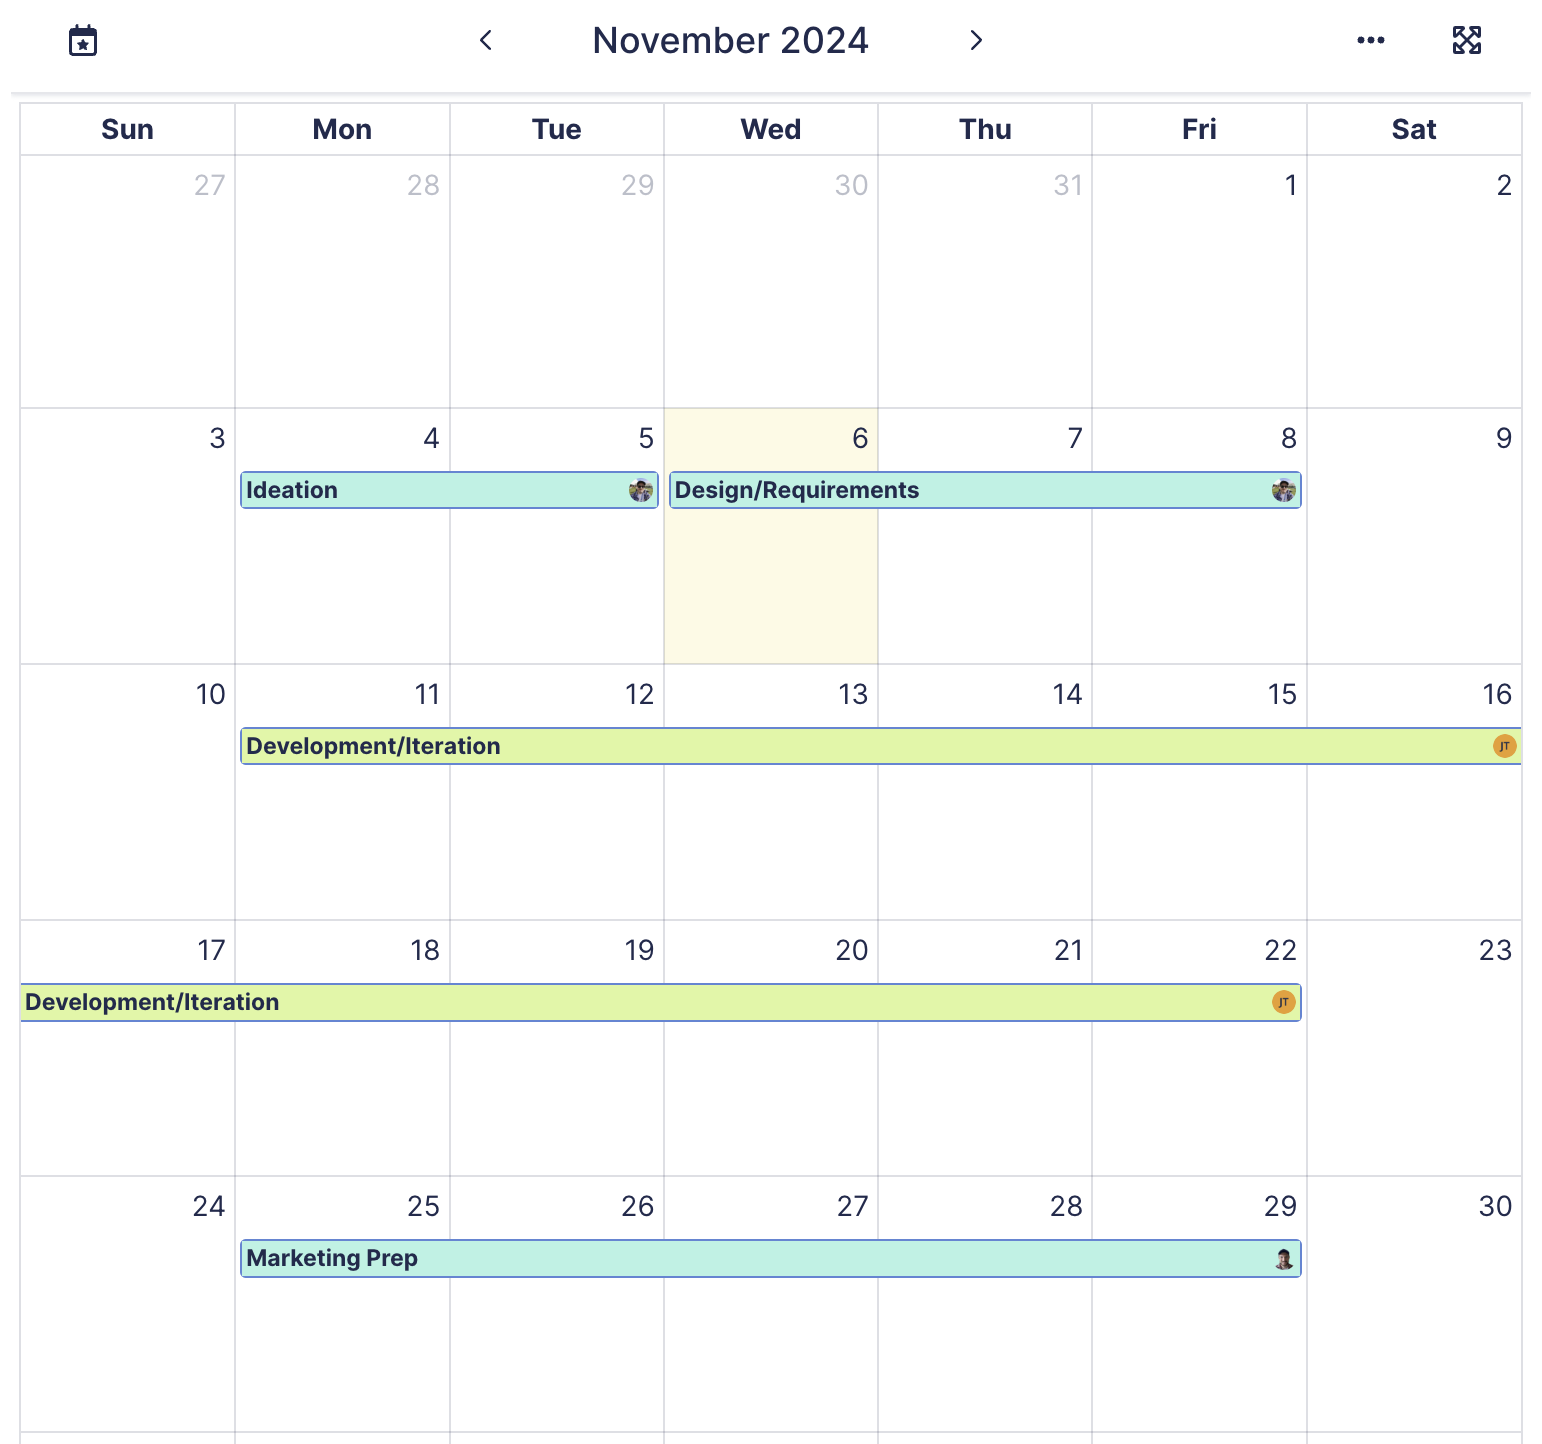 November 2024
Sun Mon Tue Wed Thu Fri Sat
27 28 29 30 31 1 2
3 4 5 6 7 8 9
Ideation Design/Requirements
10 11 12 13 14 15 16
Development/Iteration JT
17 18 19 20 21 22 23
Development/Iteration JT
24 25 26 27 28 29 30
Marketing Prep